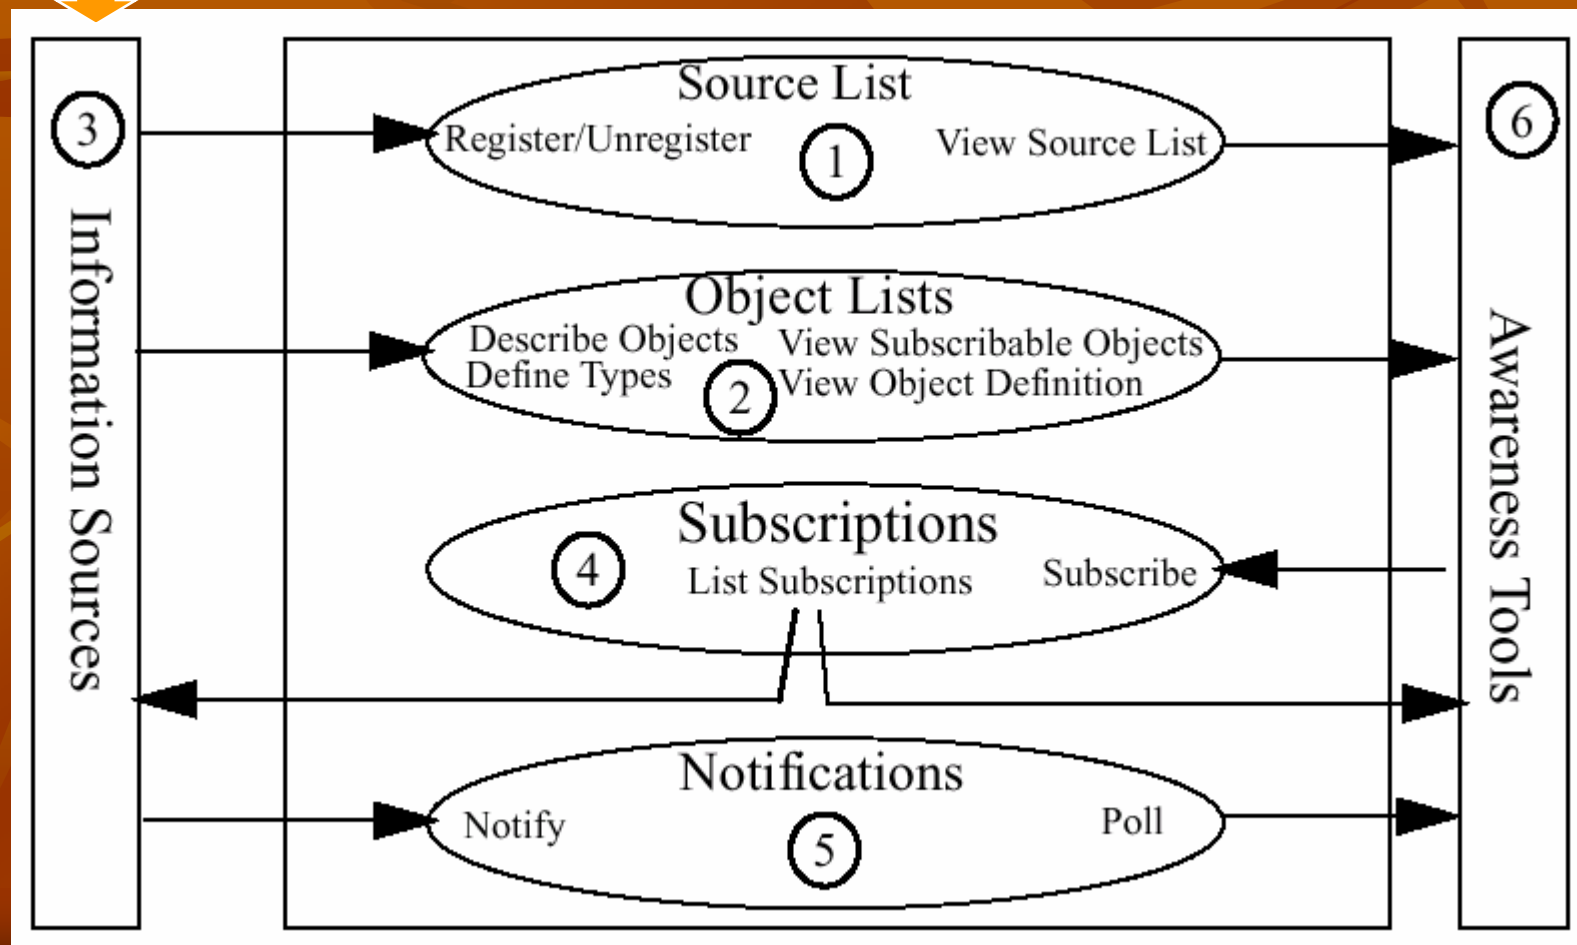 3
Information Sources
Source List
Register/Unregister
1
View Source List
Object Lists
Describe Objects
View Subscribable Objects
Define Types
2
View Object Definition
Subscriptions
4
List Subscriptions
Subscribe
Notifications
Notify
5
Poll
6
Awareness Tools